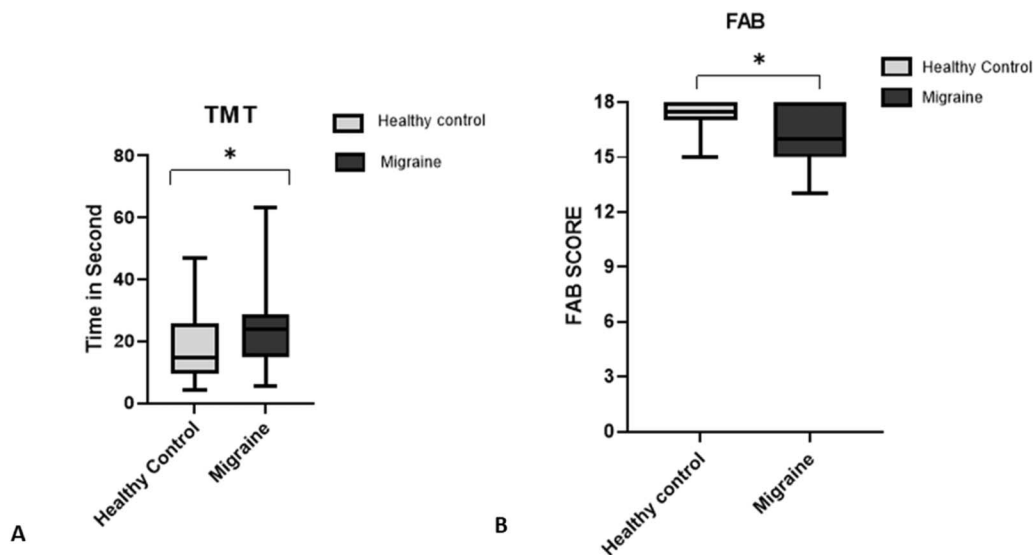 TMT
Healthy control
Migraine
*
80
60
40
20
0
Time in Second
Healthy Control
Migraine
A
FAB
Healthy Control
Migraine
*
18
15
12
9
6
3
0
FAB SCORE
Healthy control
Migraine
B